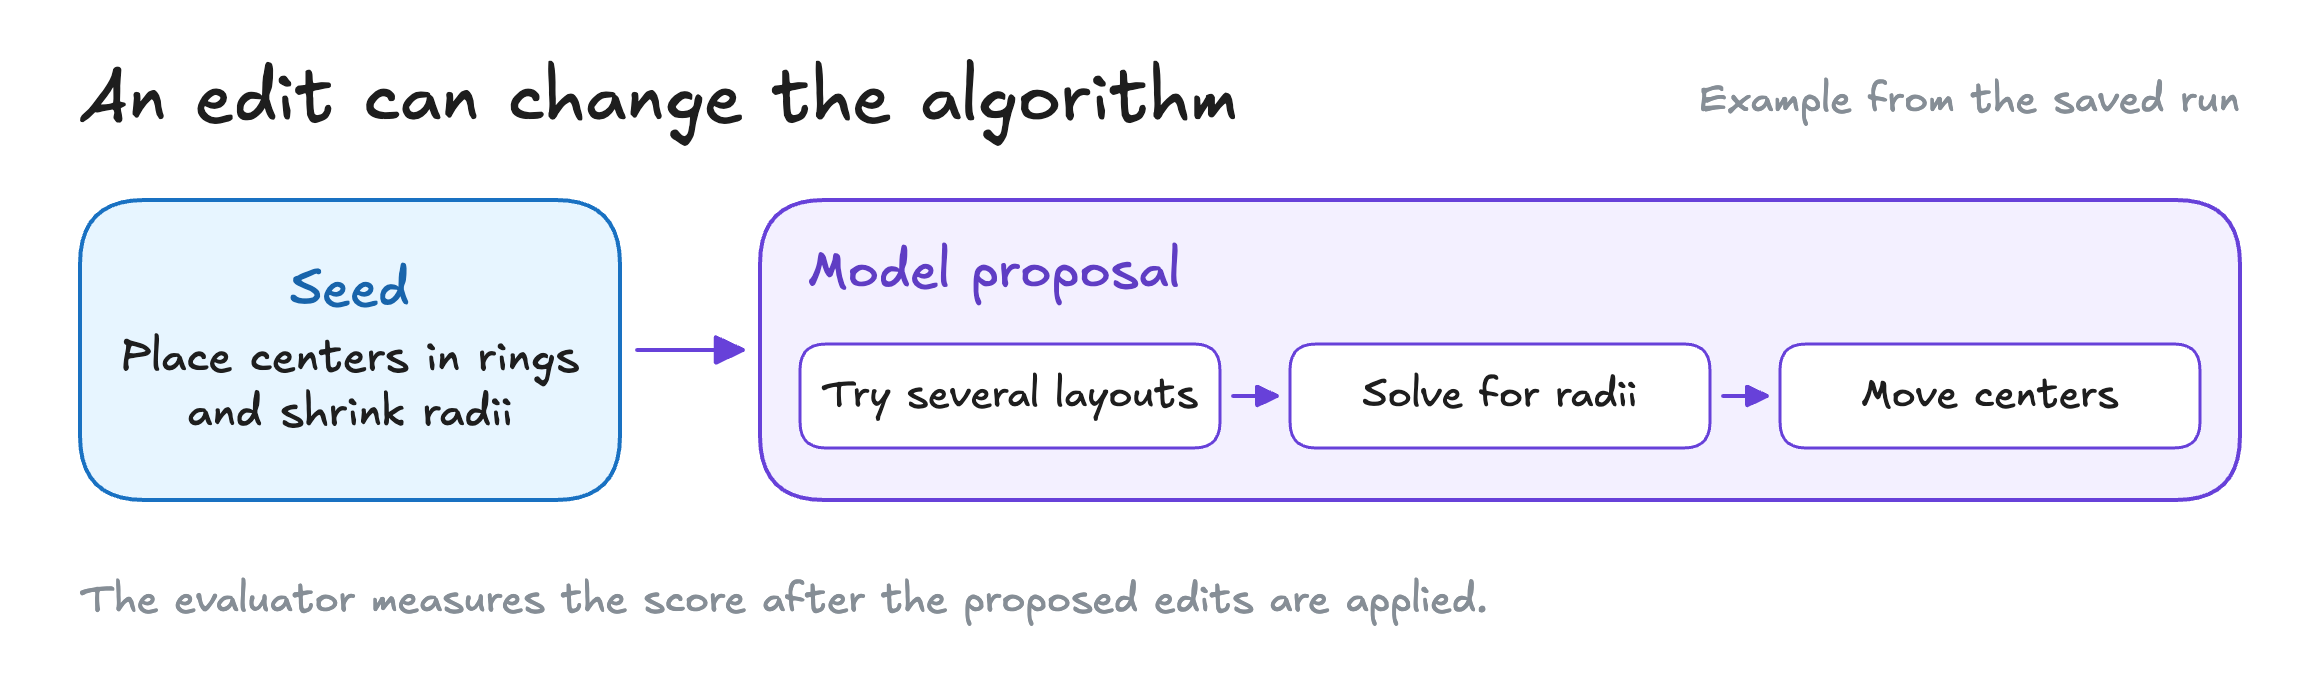 An edit can change the algorithm
Example from the saved run
Seed
Place centers in rings
and shrink radii
Model proposal
Try several layouts
Solve for radii
Move centers
The evaluator measures the score after the proposed edits are applied.